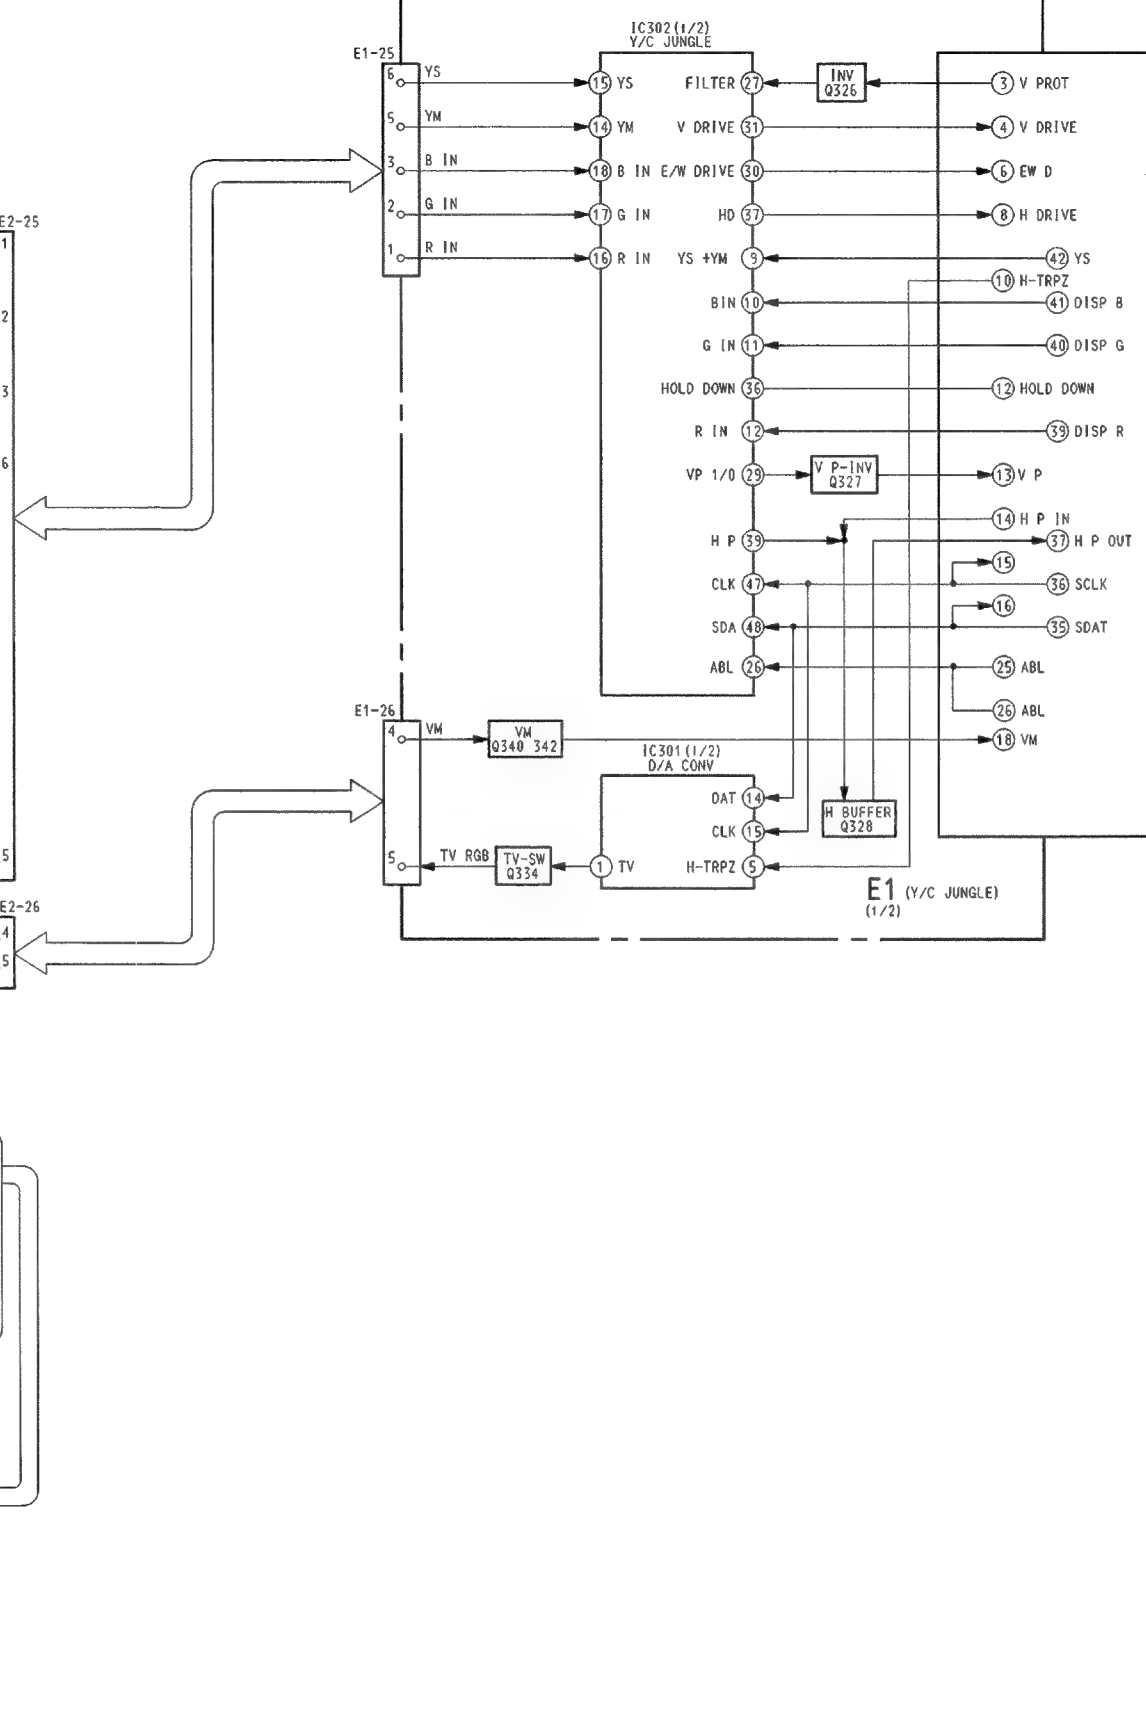 IC302(1/2)
Y/C JUNGLE
E1-25
6 YS
15 YS
FILTER 27
INV
Q326
3 V PROT
5 YM
14 YM
V DRIVE 31
4 V DRIVE
3 B IN
18 B IN
E/W DRIVE 30
6 EW D
2 G IN
17 G IN
HD 37
8 H DRIVE
1 R IN
16 R IN
YS +YM 9
42 YS
10 H-TRPZ
BIN 10
41 DISP B
G IN 11
40 DISP G
HOLD DOWN 36
12 HOLD DOWN
R IN 12
39 DISP R
VP 1/0 29
V P-INV
Q327
13 V P
14 H P IN
H P 39
37 H P OUT
15
CLK 47
36 SCLK
16
SDA 48
35 SDAT
ABL 26
25 ABL
26 ABL
E2-25
1
2
3
6
5
E1-26
4 VM
VM
Q340 342
18 VM
IC301(1/2)
D/A CONV
DAT 14
CLK 15
H BUFFER
Q328
5 TV RGB
TV-SW
Q334
1 TV
H-TRPZ 5
E1 (Y/C JUNGLE)
(1/2)
E2-26
4
5